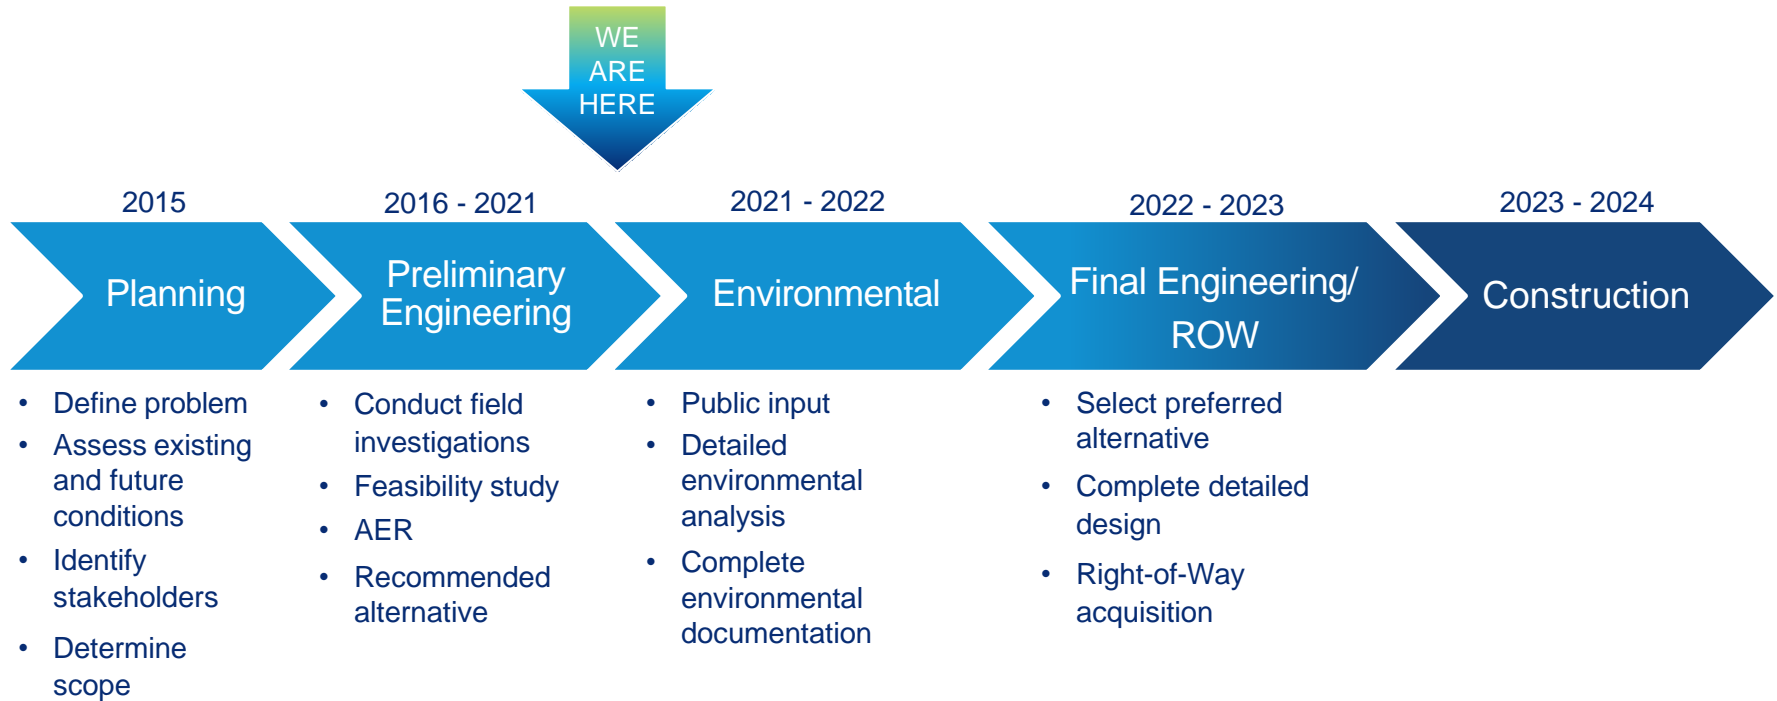 WE
ARE
HERE
2015
2016 - 2021
2021 - 2022
2022 - 2023
2023 - 2024
Planning
Preliminary
Engineering
Environmental
Final Engineering/
ROW
Construction
• Define problem
• Assess existing
and future
conditions
• Identify
stakeholders
• Determine
scope
• Conduct field
investigations
• Feasibility study
• AER
• Recommended
alternative
• Public input
• Detailed
environmental
analysis
• Complete
environmental
documentation
• Select preferred
alternative
• Complete detailed
design
• Right-of-Way
acquisition